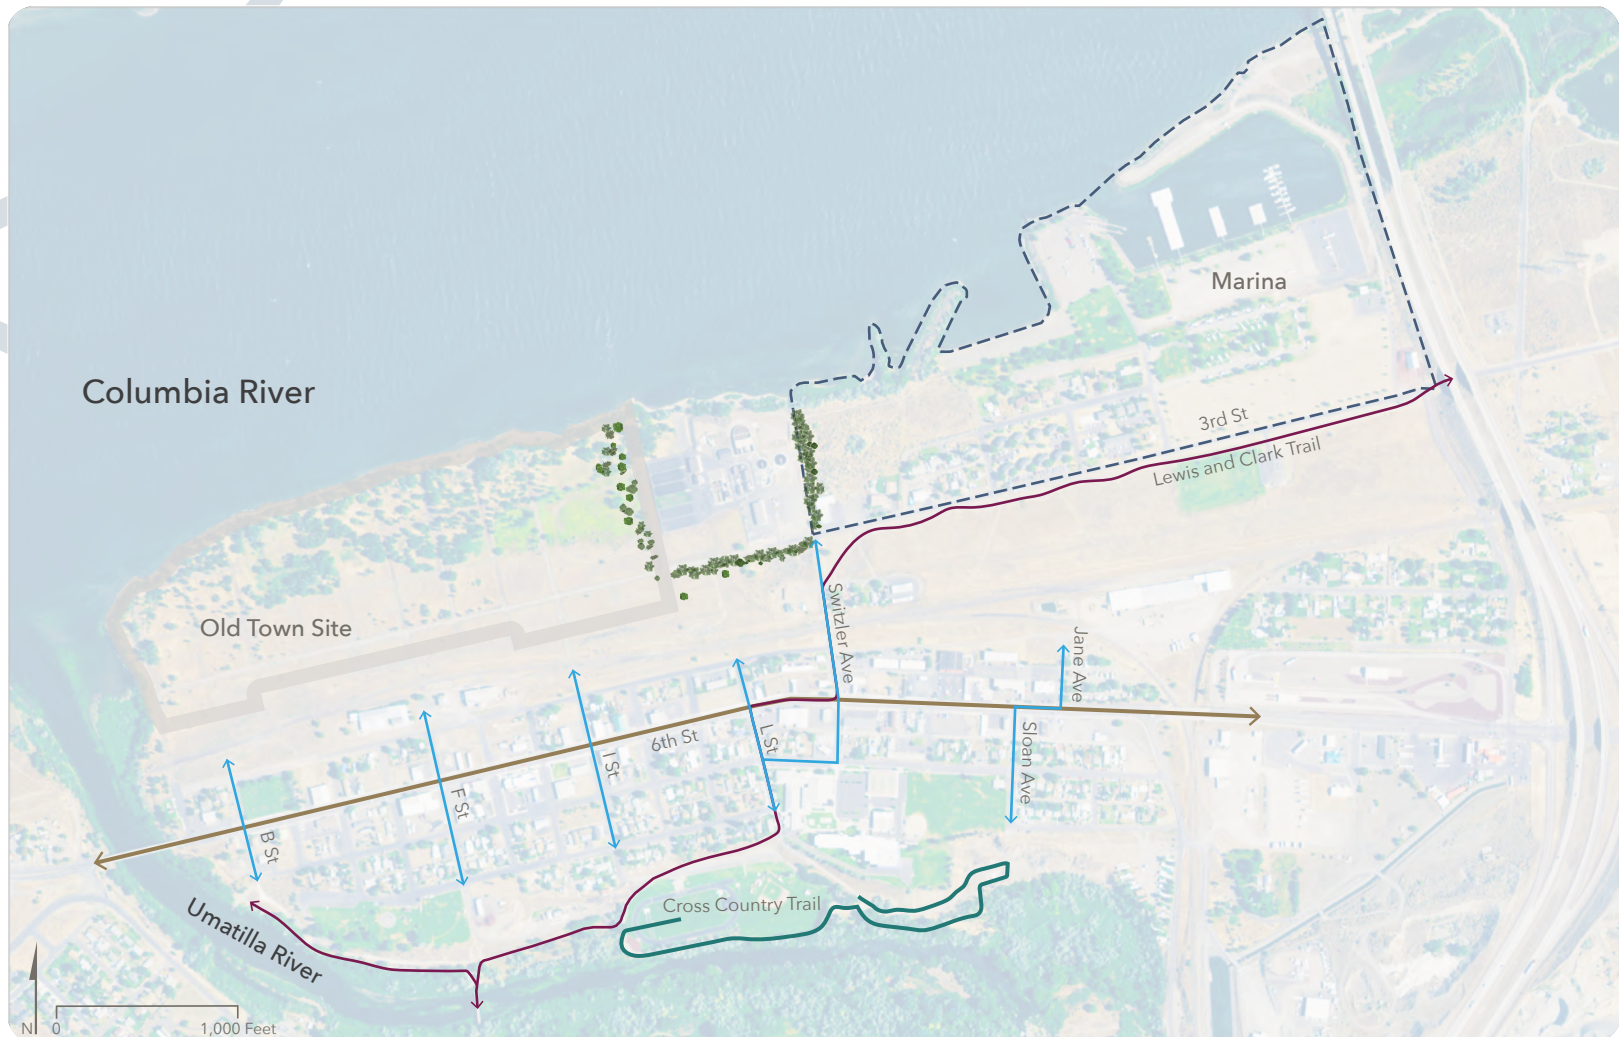 Marina
Columbia River
3rd St
Lewis and Clark Trail
Old Town Site
Switzler Ave
Jane Ave
6th St
L St
I St
Sloan Ave
F St
B St
Cross Country Trail
Umatilla River
N 0 1,000 Feet